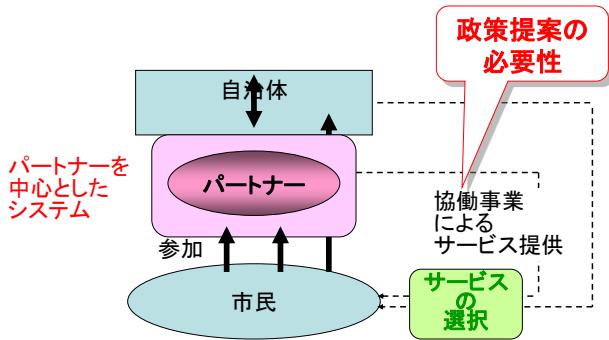 政策提案の
必要性
自治体
パートナーを
中心とした
システム
パートナー
協働事業
による
サービス提供
参加
市民
サービス
の
選択